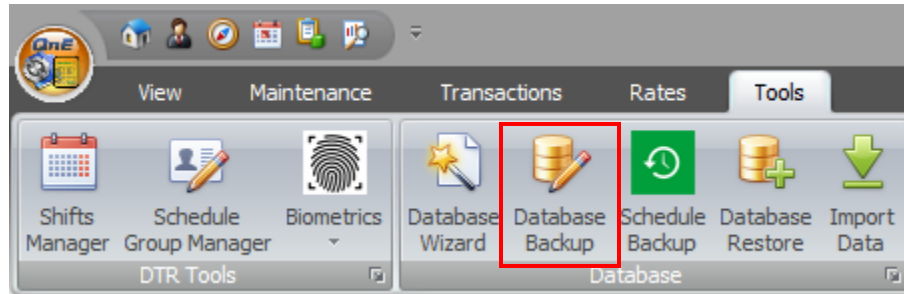 QnE
View Maintenance Transactions Rates Tools
Shifts Schedule Biometrics Database Database Schedule Database Import
Manager Group Manager Wizard Backup Backup Restore Data
DTR Tools Database